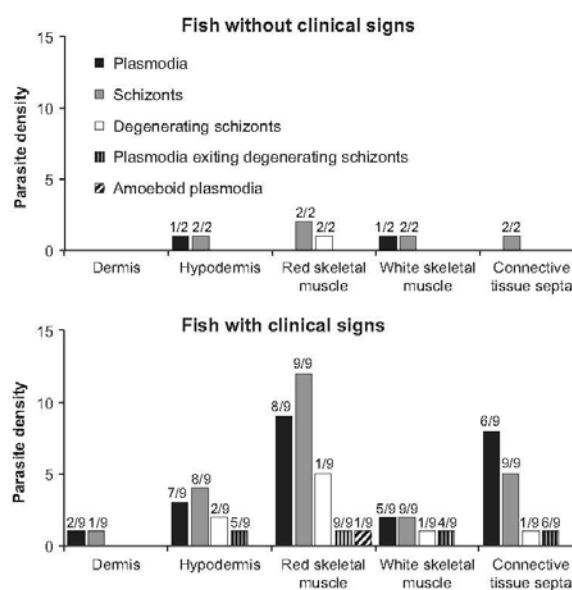 Fish without clinical signs
15
10
5
0
Parasite density
Plasmodia
Schizonts
Degenerating schizonts
Plasmodia exiting degenerating schizonts
Amoeboid plasmodia
1/2 2/2 2/2 2/2 1/2 2/2 2/2
Dermis Hypodermis Red skeletal muscle White skeletal muscle Connective tissue septa
Fish with clinical signs
15
10
5
0
Parasite density
2/9 1/9 7/9 8/9 2/9 5/9 8/9 9/9 1/9 9/9 1/9 5/9 9/9 1/9 4/9 6/9 9/9 1/9 6/9
Dermis Hypodermis Red skeletal muscle White skeletal muscle Connective tissue septa